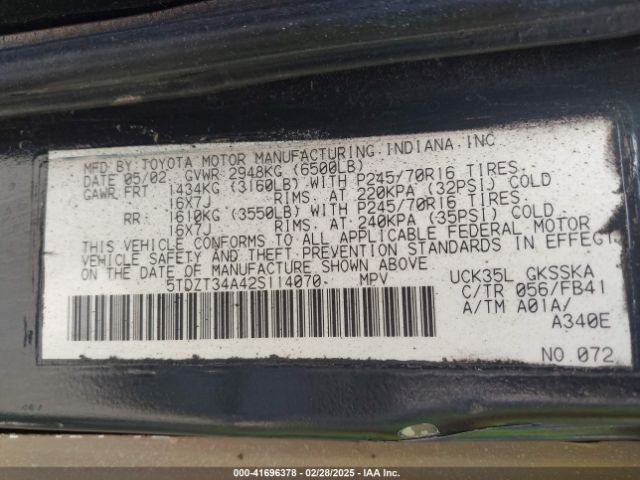 MFD.BY:TOYOTA MOTOR MANUFACTURING,INDIANA,INC
DATE 05/02. GVWR 2948KG (6500LB)
GAWR FRT. 1434KG (3160LB) WITH P245/70R16 TIRES.
16X7J RIMS. AT 220KPA (32PSI) COLD
RR: 1610KG (3550LB) WITH P245/70R16 TIRES.
16X7J RIMS. AT 240KPA (35PSI) COLD.
THIS VEHICLE CONFORMS TO ALL APPLICABLE FEDERAL MOTOR
VEHICLE SAFETY AND THEFT PREVENTION STANDARDS IN EFFECT
ON THE DATE OF MANUFACTURE SHOWN ABOVE
5TDZT34A42S114070 MPV
UCK35L GKSSKA
C/TR 056/FB41
A/TM A01A/
A340E
NO.072
000-41696378 | 02/28/2025 - IAA Inc.